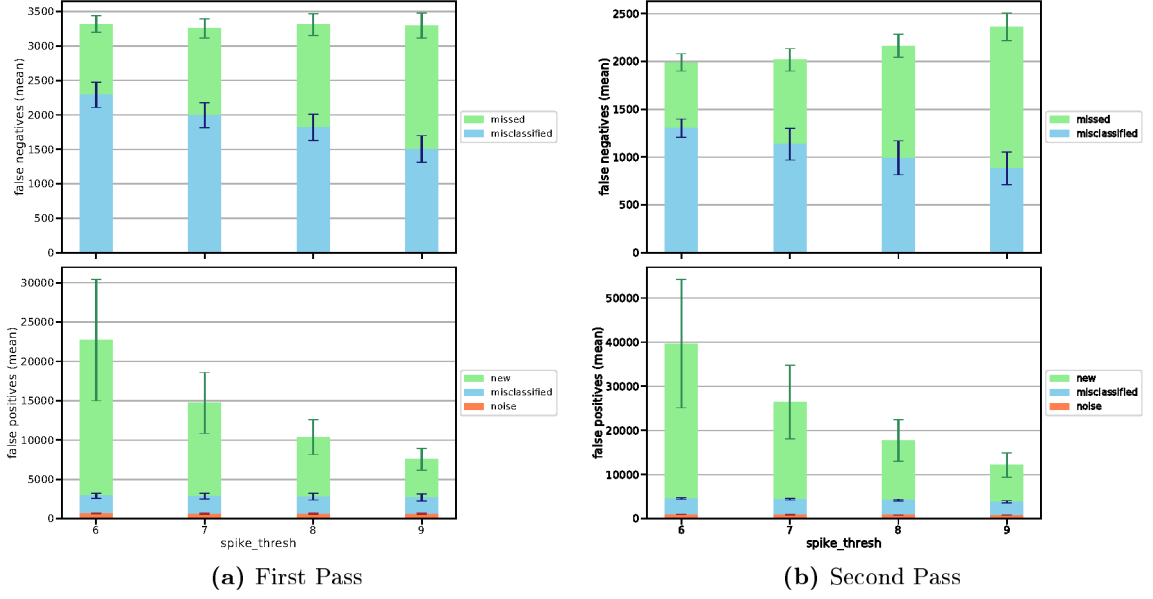 3500
3000
2500
2000
1500
1000
500
0
false negatives (mean)
missed
misclassified
30000
25000
20000
15000
10000
5000
0
false positives (mean)
6 7 8 9
spike_thresh
new
misclassified
noise
(a) First Pass
2500
2000
1500
1000
500
0
false negatives (mean)
missed
misclassified
50000
40000
30000
20000
10000
0
false positives (mean)
6 7 8 9
spike_thresh
new
misclassified
noise
(b) Second Pass